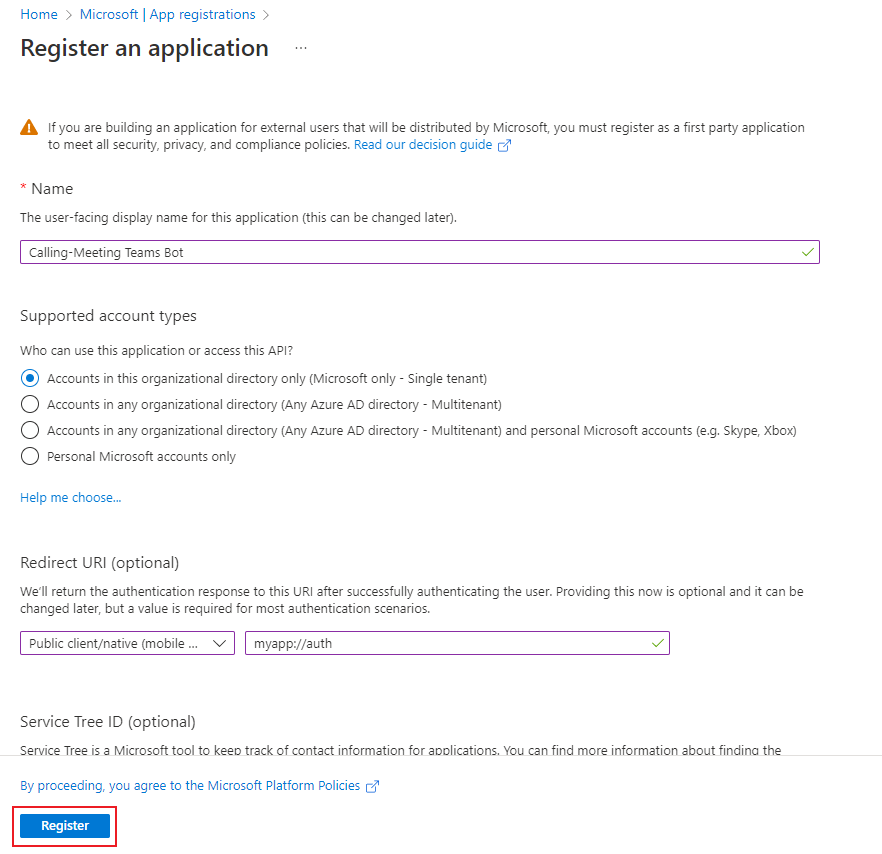 Home > Microsoft | App registrations >
Register an application ...
If you are building an application for external users that will be distributed by Microsoft, you must register as a first party application
to meet all security, privacy, and compliance policies. Read our decision guide
* Name
The user-facing display name for this application (this can be changed later).
Calling-Meeting Teams Bot
Supported account types
Who can use this application or access this API?
Accounts in this organizational directory only (Microsoft only - Single tenant)
Accounts in any organizational directory (Any Azure AD directory - Multitenant)
Accounts in any organizational directory (Any Azure AD directory - Multitenant) and personal Microsoft accounts (e.g. Skype, Xbox)
Personal Microsoft accounts only
Help me choose...
Redirect URI (optional)
We'll return the authentication response to this URI after successfully authenticating the user. Providing this now is optional and it can be
changed later, but a value is required for most authentication scenarios.
Public client/native (mobile ... myapp://auth
Service Tree ID (optional)
Service Tree is a Microsoft tool to keep track of contact information for applications. You can find more information about finding the
By proceeding, you agree to the Microsoft Platform Policies
Register